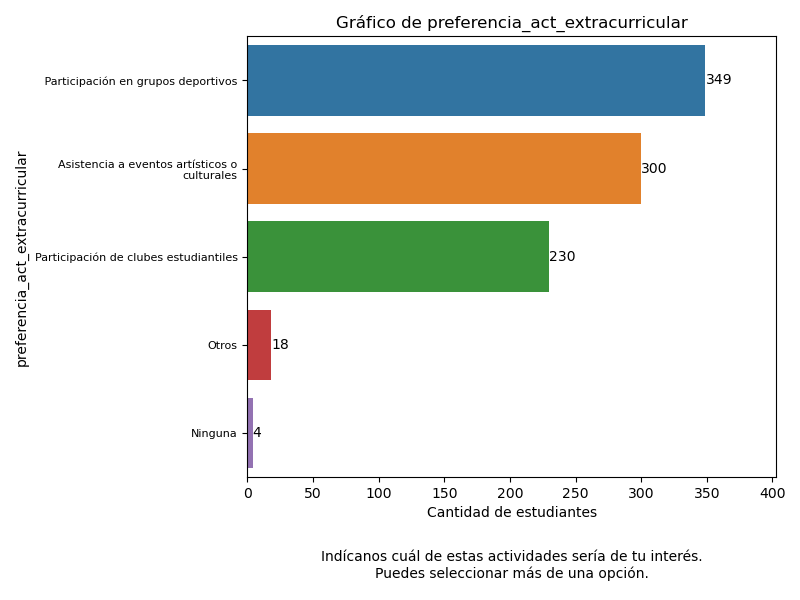 Gráfico de preferencia_act_extracurricular
preferencia_act_extracurricular
Participación en grupos deportivos
349
Asistencia a eventos artísticos o
culturales
300
Participación de clubes estudiantiles
230
Otros
18
Ninguna
4
0 50 100 150 200 250 300 350 400
Cantidad de estudiantes
Indícanos cuál de estas actividades sería de tu interés.
Puedes seleccionar más de una opción.